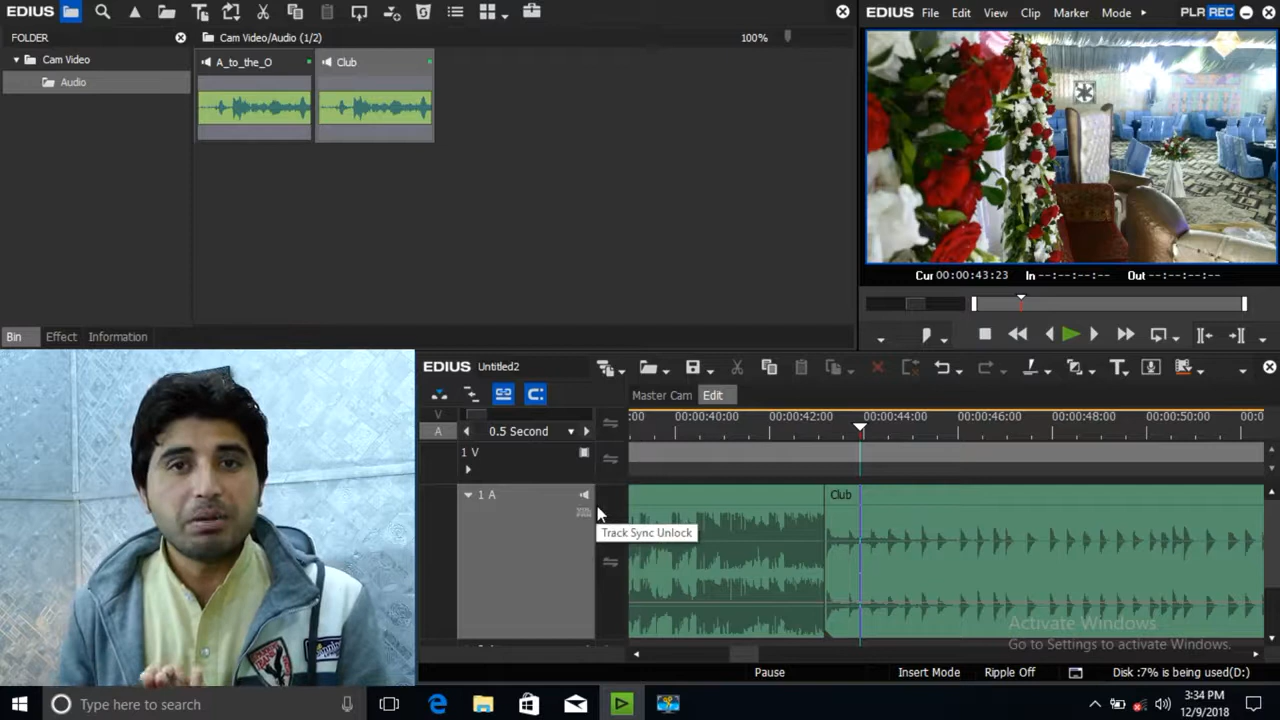 EDIUS
FOLDER
Cam Video
Audio
Cam Video/Audio (1/2)
100%
A_to_the_O
Club
Bin
Effect
Information
EDIUS File Edit View Clip Marker Mode PLR REC
Cur 00:00:43:23 In --:--:--:-- Out --:--:--:--
EDIUS Untitled2
Master Cam Edit
V
A
0.5 Second
:00 00:00:40:00 00:00:42:00 00:00:44:00 00:00:46:00 00:00:48:00 00:00:50:00 00:0
1 V
1 A
Club
Track Sync Unlock
Activate Windows
Go to Settings to activate Windows.
Pause
Insert Mode
Ripple Off
Disk :7% is being used(D:)
Type here to search
3:34 PM
12/9/2018